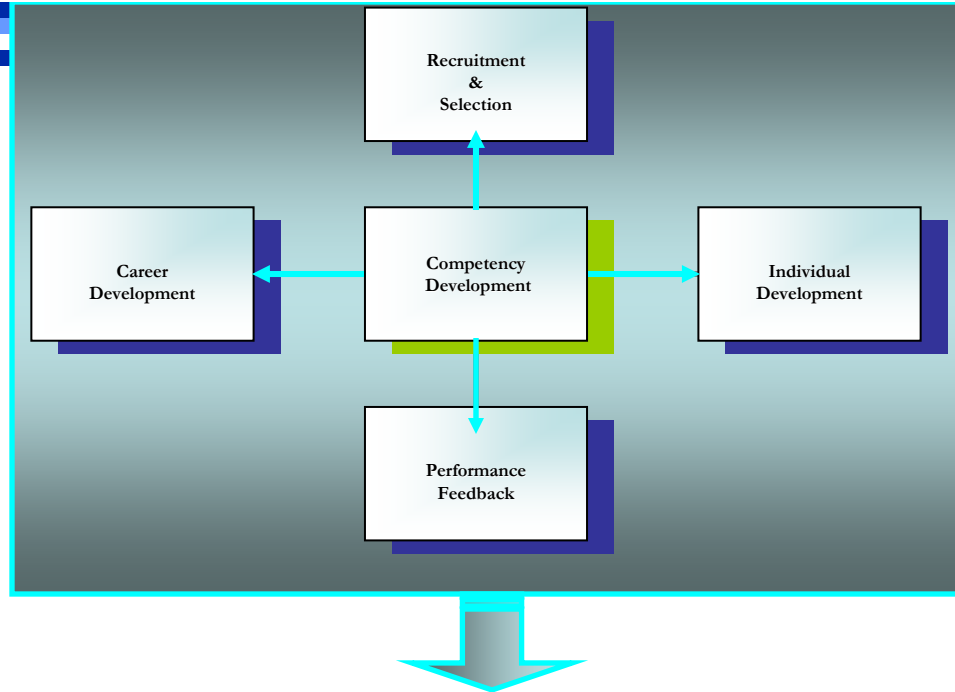 Recruitment
&
Selection
Career
Development
Competency
Development
Individual
Development
Performance
Feedback